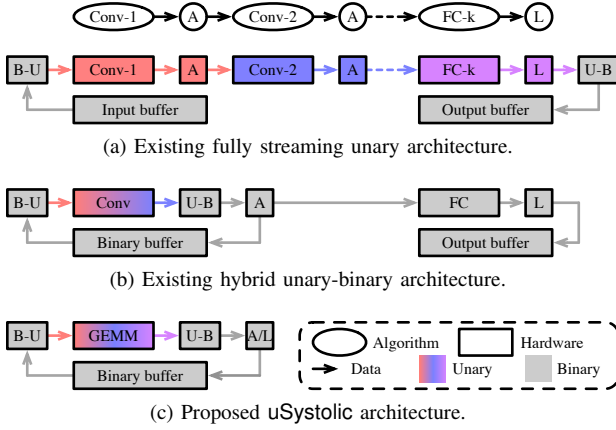 Conv-1 A Conv-2 A FC-k L
B-U Conv-1 A Conv-2 A FC-k L U-B
Input buffer Output buffer
(a) Existing fully streaming unary architecture.
B-U Conv U-B A FC L
Binary buffer Output buffer
(b) Existing hybrid unary-binary architecture.
B-U GEMM U-B A/L
Binary buffer
Algorithm Hardware
Data Unary Binary
(c) Proposed uSystolic architecture.